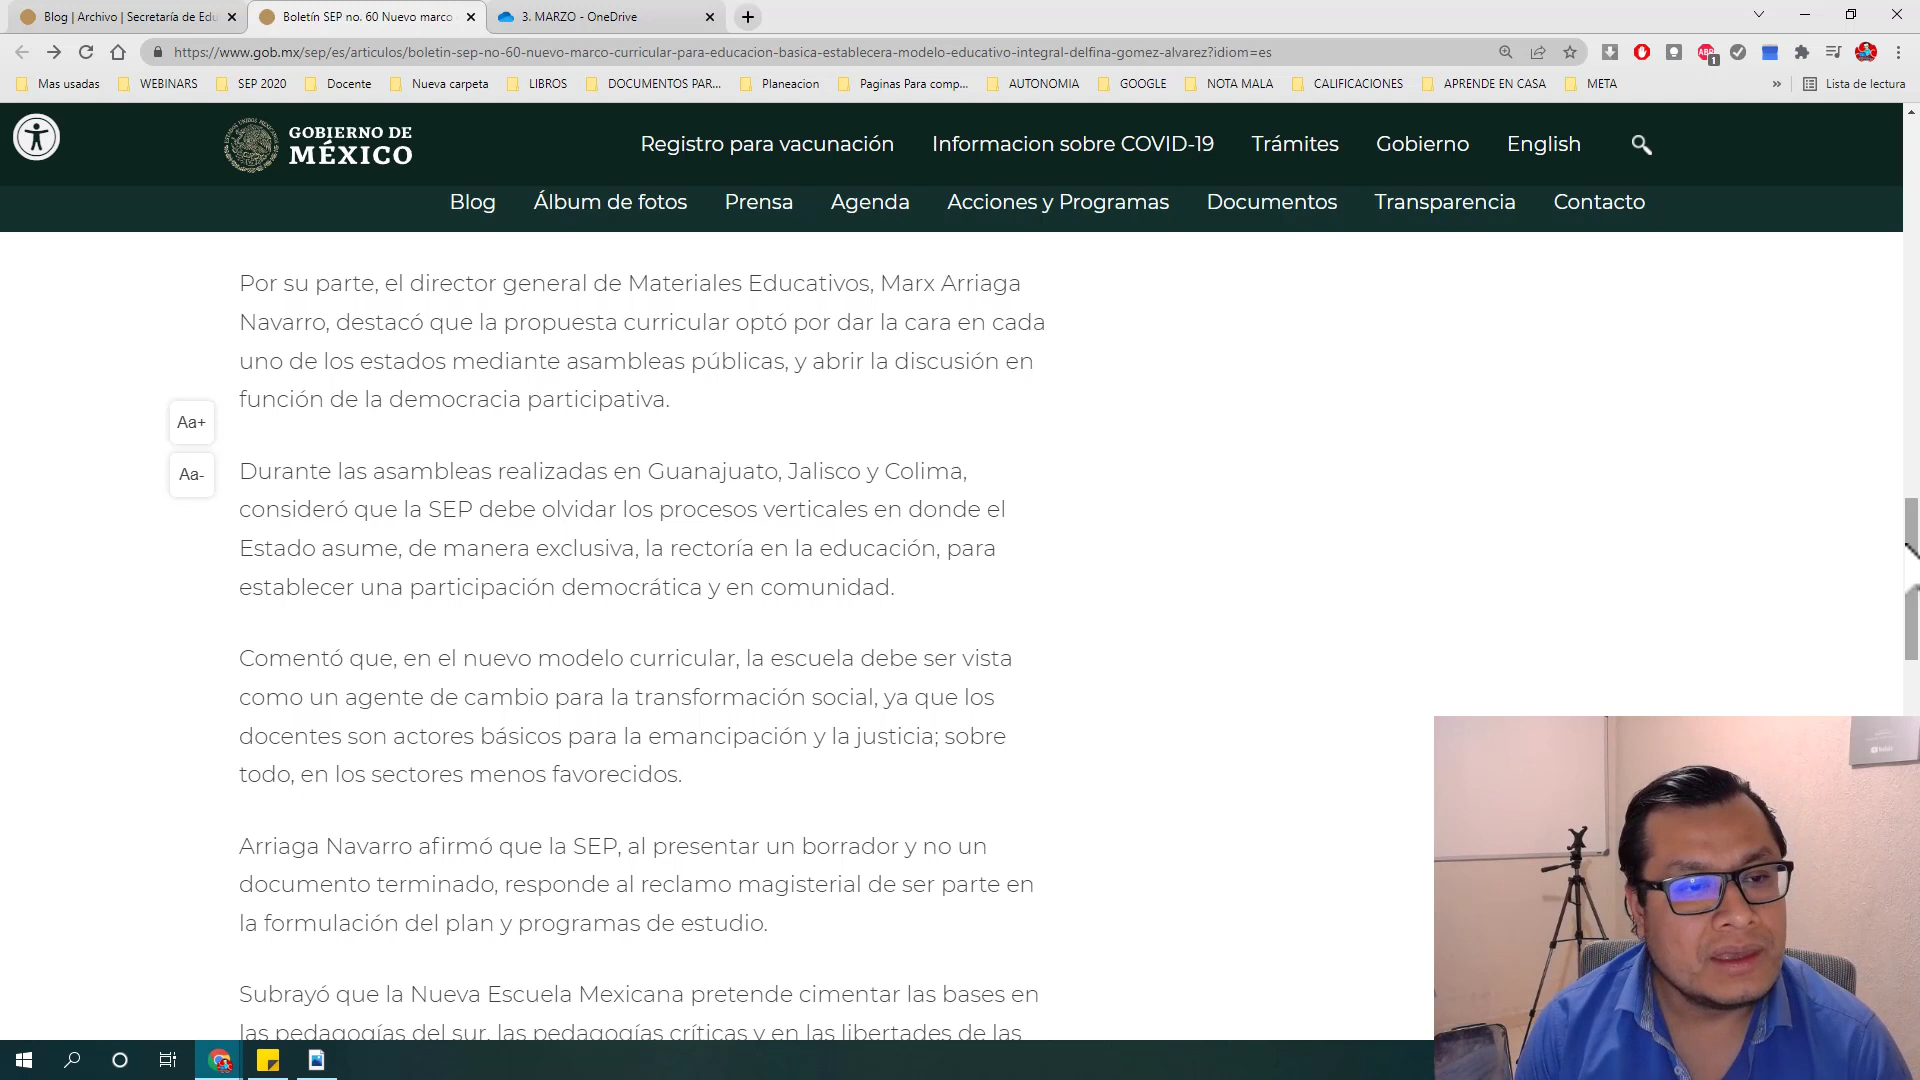 Blog | Archivo | Secretaría de Edu
Boletín SEP no. 60 Nuevo marco
3. MARZO - OneDrive
https://www.gob.mx/sep/es/articulos/boletin-sep-no-60-nuevo-marco-curricular-para-educacion-basica-establecera-modelo-educativo-integral-delfina-gomez-alvarez?idiom=es
ABP
1
Mas usadas
WEBINARS
SEP 2020
Docente
Nueva carpeta
LIBROS
DOCUMENTOS PAR...
Planeacion
Paginas Para comp...
AUTONOMIA
GOOGLE
NOTA MALA
CALIFICACIONES
APRENDE EN CASA
META
»
Lista de lectura
GOBIERNO DE
MÉXICO
Registro para vacunación
Informacion sobre COVID-19
Trámites
Gobierno
English
Blog
Álbum de fotos
Prensa
Agenda
Acciones y Programas
Documentos
Transparencia
Contacto
Aa+
Aa-
Por su parte, el director general de Materiales Educativos, Marx Arriaga
Navarro, destacó que la propuesta curricular optó por dar la cara en cada
uno de los estados mediante asambleas públicas, y abrir la discusión en
función de la democracia participativa.
Durante las asambleas realizadas en Guanajuato, Jalisco y Colima,
consideró que la SEP debe olvidar los procesos verticales en donde el
Estado asume, de manera exclusiva, la rectoría en la educación, para
establecer una participación democrática y en comunidad.
Comentó que, en el nuevo modelo curricular, la escuela debe ser vista
como un agente de cambio para la transformación social, ya que los
docentes son actores básicos para la emancipación y la justicia; sobre
todo, en los sectores menos favorecidos.
Arriaga Navarro afirmó que la SEP, al presentar un borrador y no un
documento terminado, responde al reclamo magisterial de ser parte en
la formulación del plan y programas de estudio.
Subrayó que la Nueva Escuela Mexicana pretende cimentar las bases en
las pedagogías del sur, las pedagogías críticas y en las libertades de las